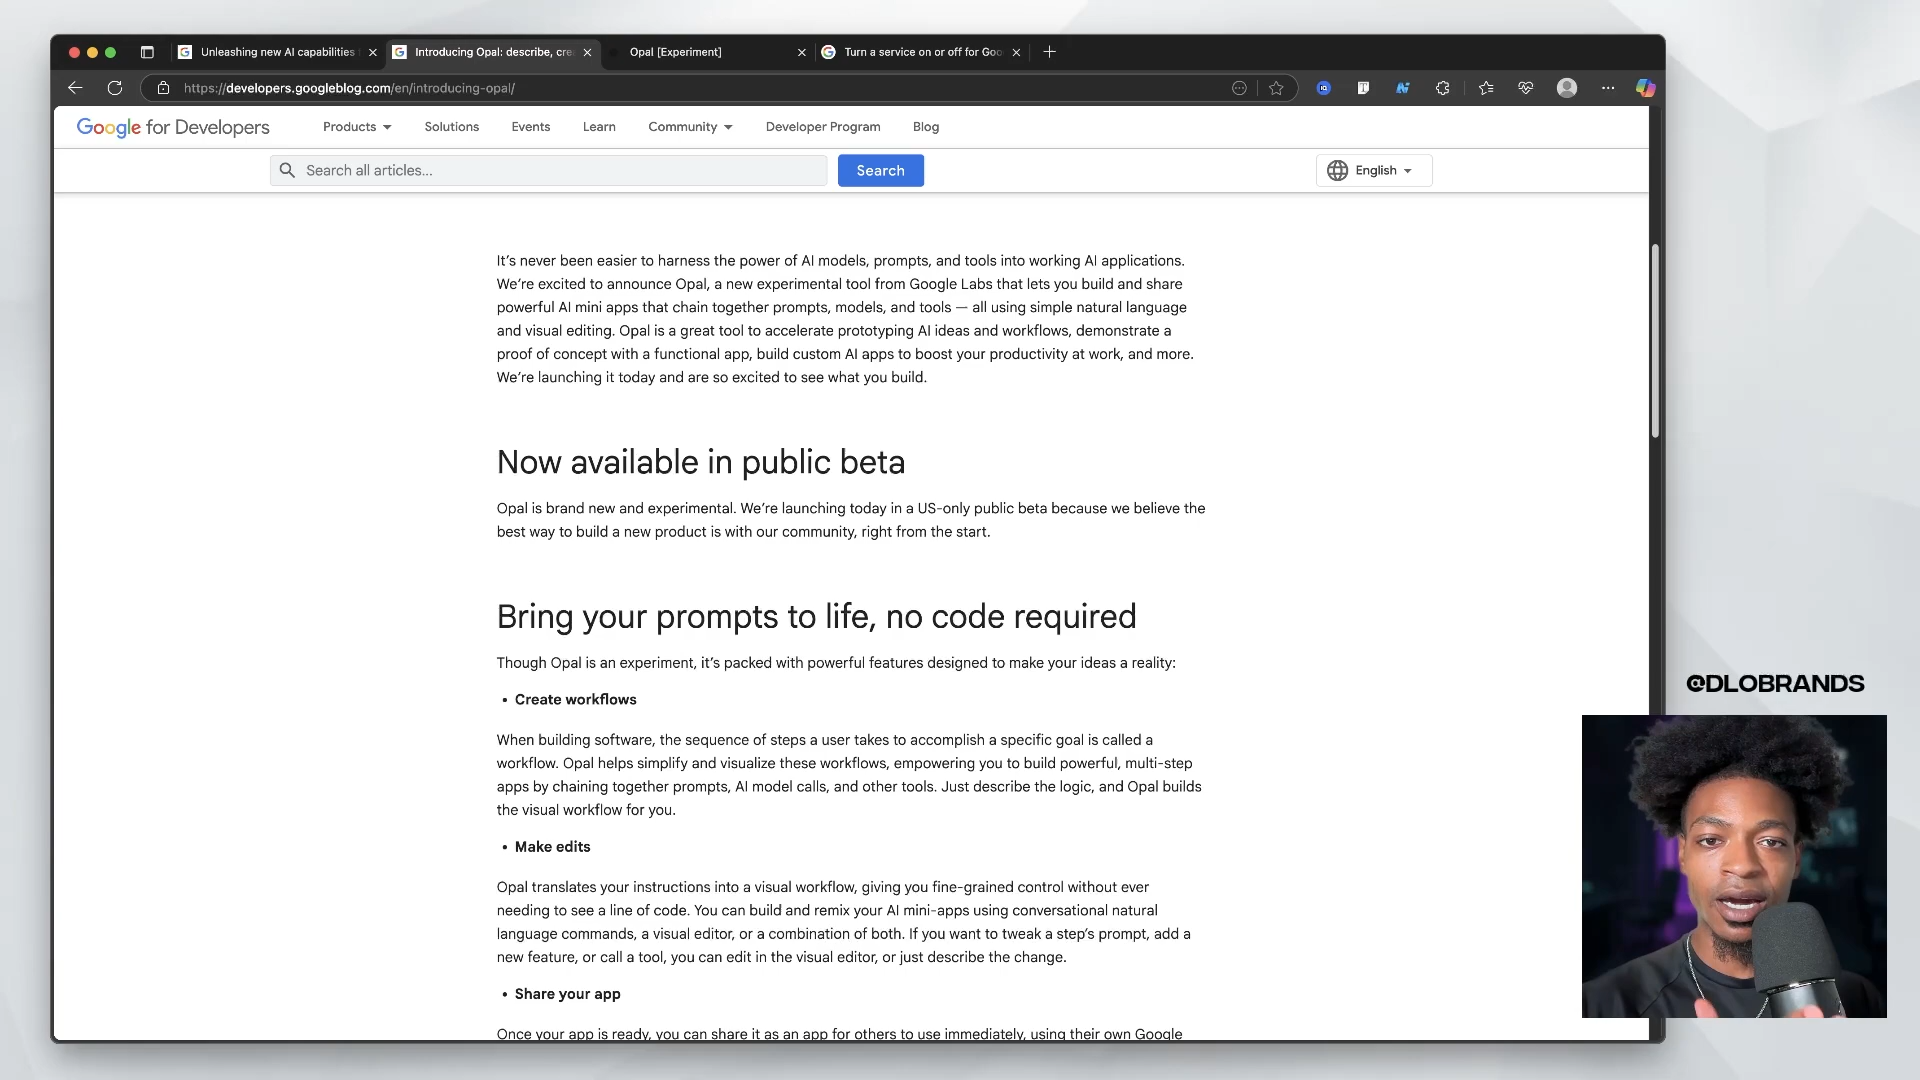 Unleashing new AI capabilities
Introducing Opal: describe, cre
Opal [Experiment]
Turn a service on or off for Goo
https://developers.googleblog.com/en/introducing-opal/
Google for Developers
Products
Solutions
Events
Learn
Community
Developer Program
Blog
Search all articles...
Search
English
It’s never been easier to harness the power of AI models, prompts, and tools into working AI applications.
We’re excited to announce Opal, a new experimental tool from Google Labs that lets you build and share
powerful AI mini apps that chain together prompts, models, and tools — all using simple natural language
and visual editing. Opal is a great tool to accelerate prototyping AI ideas and workflows, demonstrate a
proof of concept with a functional app, build custom AI apps to boost your productivity at work, and more.
We’re launching it today and are so excited to see what you build.
Now available in public beta
Opal is brand new and experimental. We’re launching today in a US-only public beta because we believe the
best way to build a new product is with our community, right from the start.
Bring your prompts to life, no code required
Though Opal is an experiment, it’s packed with powerful features designed to make your ideas a reality:
• Create workflows
When building software, the sequence of steps a user takes to accomplish a specific goal is called a
workflow. Opal helps simplify and visualize these workflows, empowering you to build powerful, multi-step
apps by chaining together prompts, AI model calls, and other tools. Just describe the logic, and Opal builds
the visual workflow for you.
• Make edits
Opal translates your instructions into a visual workflow, giving you fine-grained control without ever
needing to see a line of code. You can build and remix your AI mini-apps using conversational natural
language commands, a visual editor, or a combination of both. If you want to tweak a step’s prompt, add a
new feature, or call a tool, you can edit in the visual editor, or just describe the change.
• Share your app
Once your app is ready, you can share it as an app for others to use immediately, using their own Google
@DLOBRANDS